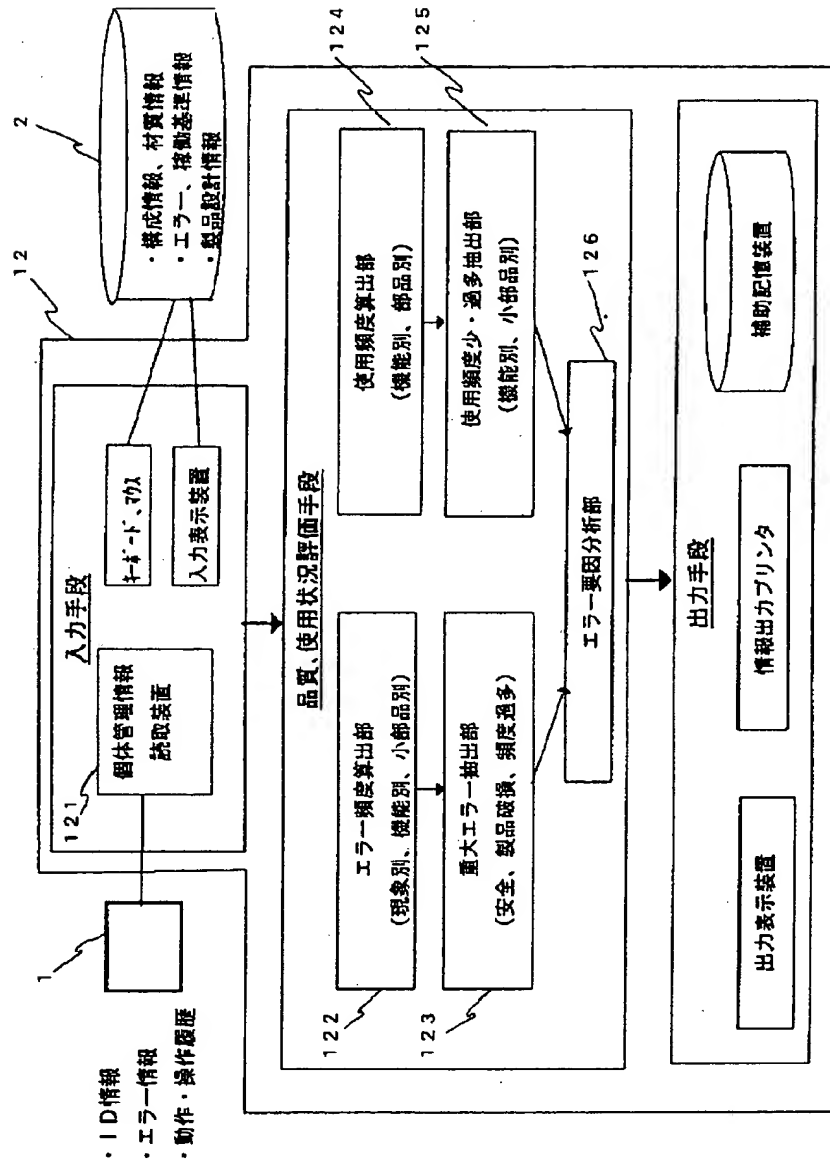 1
・ID情報
・エラー情報
・動作・操作履歴
12
2
・構成情報、材質情報
・エラー、稼働基準情報
・製品設計情報
入力手段
121
個体管理情報
読取装置
キーボード、マウス
入力表示装置
品質、使用状況評価手段
122
エラー頻度算出部
(現象別、機能別、小部品別)
123
重大エラー抽出部
(安全、製品破損、頻度過多)
124
使用頻度算出部
(機能別、部品別)
125
使用頻度少・過多抽出部
(機能別、小部品別)
126
エラー要因分析部
出力手段
出力表示装置
情報出力プリンタ
補助記憶装置